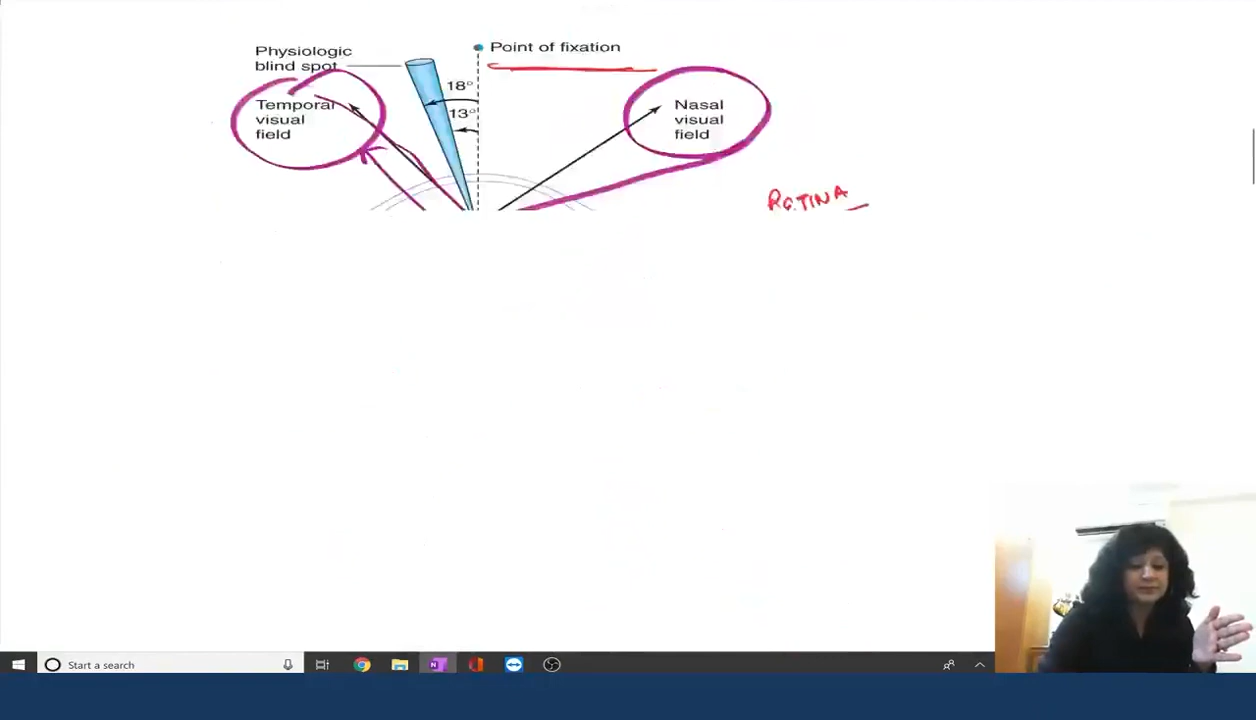 Physiologic
blind spot
Point of fixation
18°
13°
Temporal
visual
field
Nasal
visual
field
RETINA
Start a search